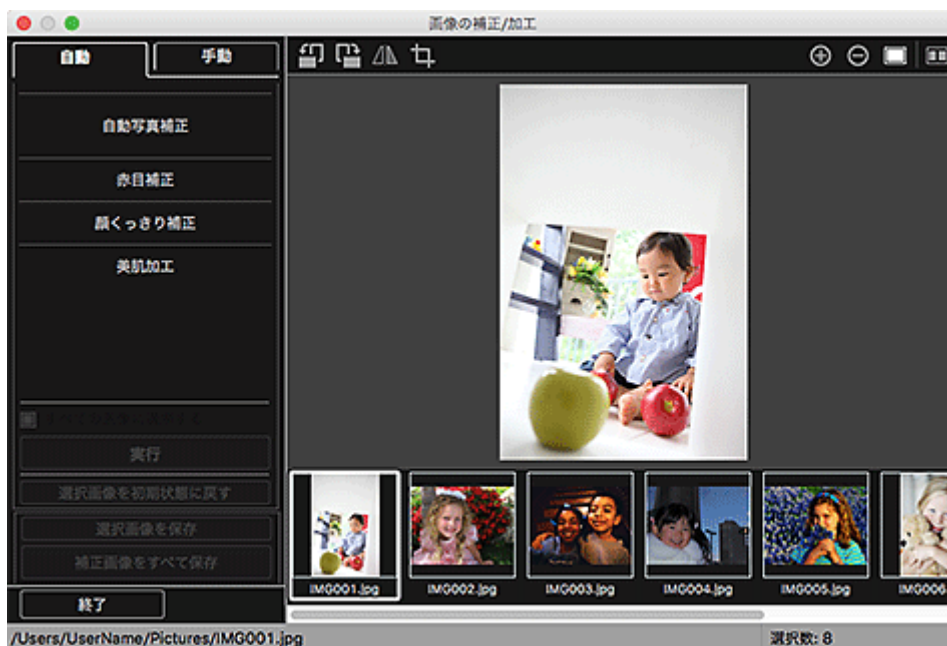 画像の補正/加工
自動
手動
自動写真補正
赤目補正
顔くっきり補正
美肌加工
実行
選択画像を初期状態に戻す
選択画像を保存
補正画像をすべて保存
終了
IMG001.jpg
IMG002.jpg
IMG003.jpg
IMG004.jpg
IMG005.jpg
IMG006
/Users/UserName/Pictures/IMG001.jpg
選択数: 8